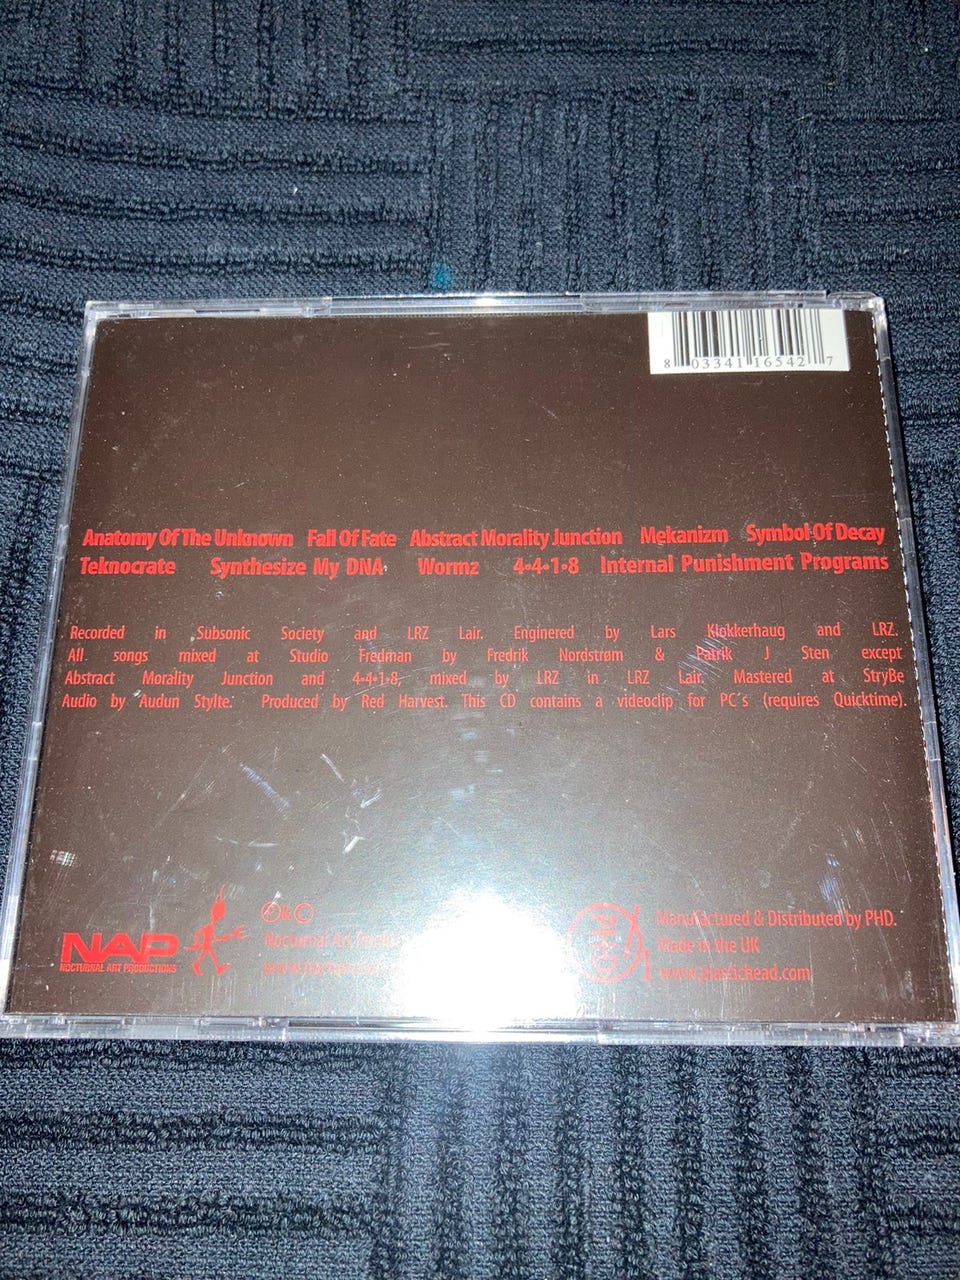 8 03341 16542 7
Anatomy Of The Unknown Fall Of Fate Abstract Morality Junction Mekanizm Symbol Of Decay
Teknocrate Synthesize My DNA Wormz 4-4-1-8 Internal Punishment Programs
Recorded in Subsonic Society and LRZ Lair. Enginered by Lars Klokkerhaug and LRZ.
All songs mixed at Studio Fredman by Fredrik Nordstrøm & Patrik J Sten except
Abstract Morality Junction and 4-4-1-8 mixed by LRZ in LRZ Lair. Mastered at StryBe
Audio by Audun Stylte. Produced by Red Harvest. This CD contains a videoclip for PC´s (requires Quicktime).
NAP
NOCTURNAL ART PRODUCTIONS
℗ & ©
Nocturnal Art
Manufactured & Distributed by PHD.
Made in the UK
www.plastichead.com